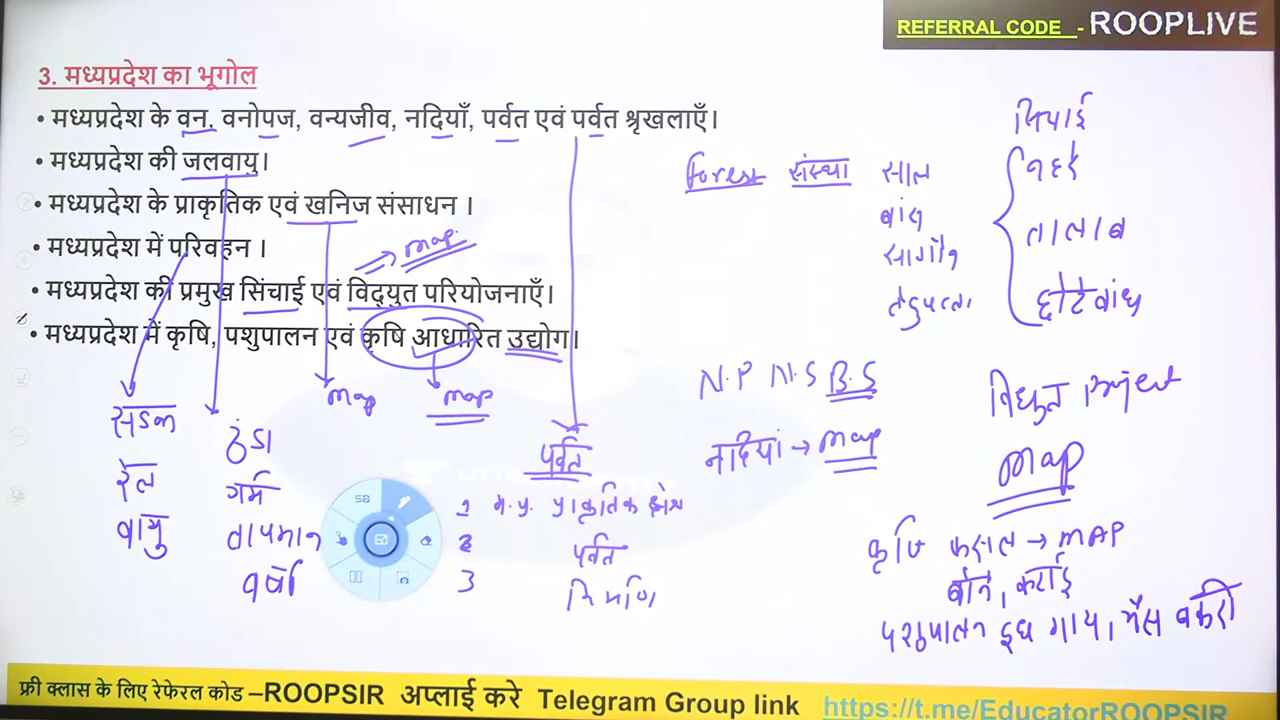 REFERRAL CODE - ROOPLIVE
3. मध्यप्रदेश का भूगोल
• मध्यप्रदेश के वन, वनोपज, वन्यजीव, नदियाँ, पर्वत एवं पर्वत श्रृखलाएँ।
• मध्यप्रदेश की जलवायु।
• मध्यप्रदेश के प्राकृतिक एवं खनिज संसाधन ।
• मध्यप्रदेश में परिवहन ।
• मध्यप्रदेश की प्रमुख सिंचाई एवं विद्युत परियोजनाएँ।
• मध्यप्रदेश में कृषि, पशुपालन एवं कृषि आधारित उद्योग।
map
सडक
रेल
वायु
ठंडा
गर्म
तापमान
वर्षा
map
map
पर्वत
1 म.प्र. प्राकृतिक
2 पर्वत
3 निर्माण
Forest संस्था
साल
बांस
सागौन
तेंदुपत्ता
सिंचाई
नहर
तालाब
छोटे बांध
N.P N.S B.S
नदियां → map
विद्युत Project
map
कृषि फसल → MAP
बोने, कटाई
पशुपालन दूध गाय, भैंस बकरी
SB
फ्री क्लास के लिए रेफेरल कोड –ROOPSIR अप्लाई करे Telegram Group link https://t.me/EducatorROOPSIR